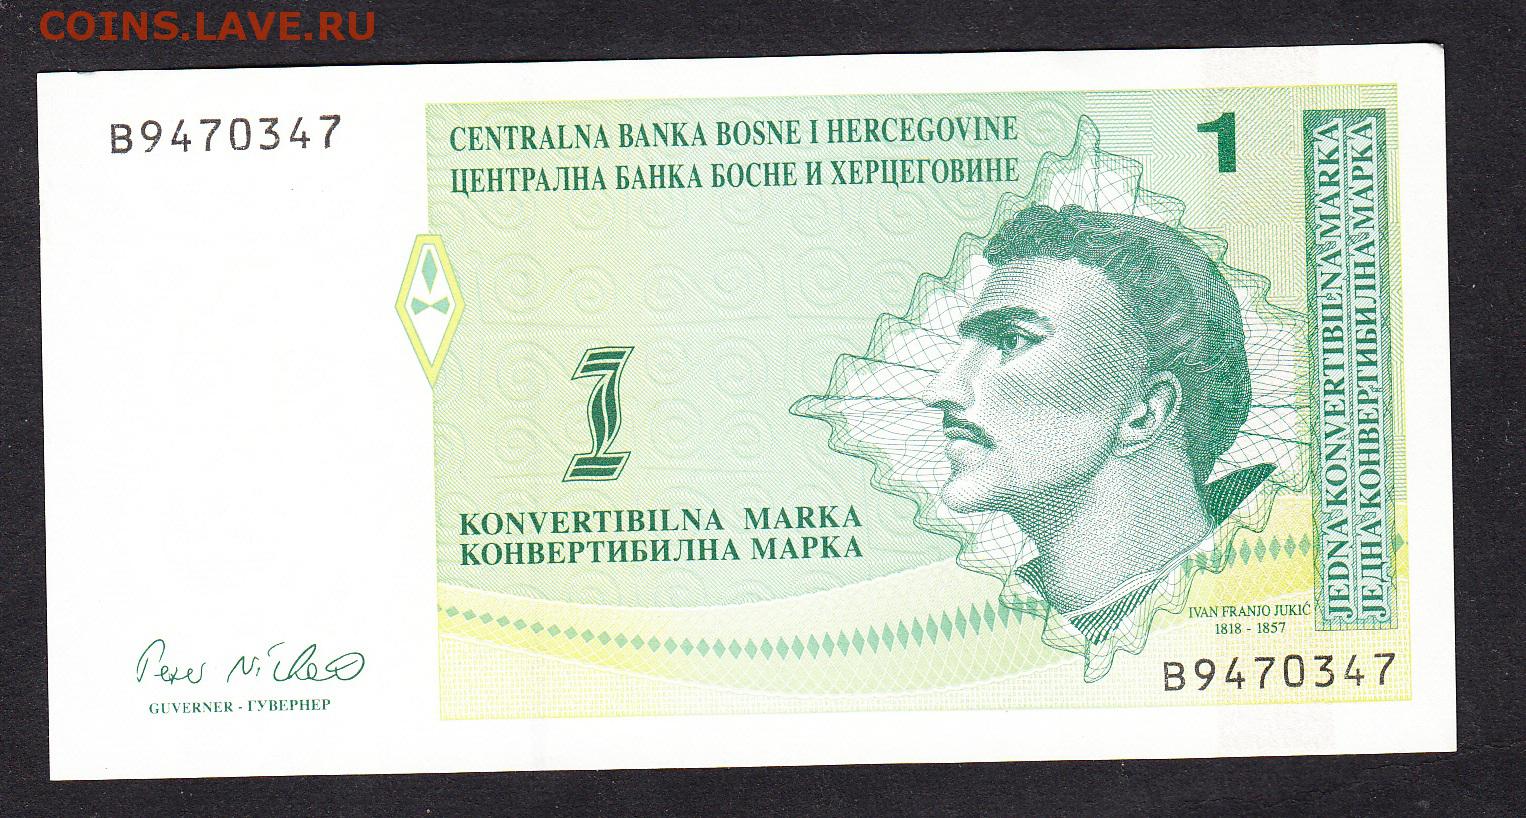 COINS.LAVE.RU
B9470347
CENTRALNA BANKA BOSNE I HERCEGOVINE
ЦЕНТРАЛНА БАНКА БОСНЕ И ХЕРЦЕГОВИНЕ
1
JEDNA KONVERTIBILNA MARKA
ЈЕДНА КОНВЕРТИБИЛНА МАРКА
1
KONVERTIBILNA MARKA
КОНВЕРТИБИЛНА МАРКА
IVAN FRANJO JUKIĆ
1818 - 1857
B9470347
GUVERNER - ГУВЕРНЕР